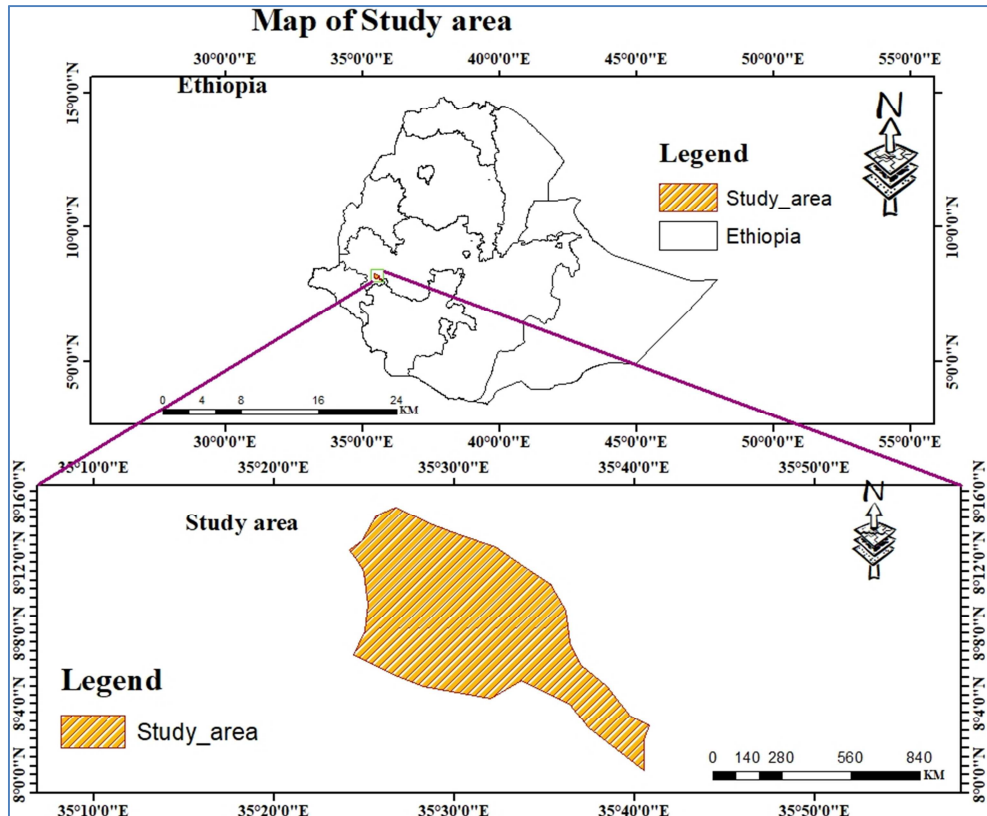 Map of Study area
30°0'0"E 35°0'0"E 40°0'0"E 45°0'0"E 50°0'0"E 55°0'0"E
Ethiopia
15°0'0"N
N
Legend
Study_area
Ethiopia
10°0'0"N 10°0'0"N
5°0'0"N 5°0'0"N
0 4 8 16 24
KM
30°0'0"E 35°0'0"E 40°0'0"E 45°0'0"E 50°0'0"E 55°0'0"E
35°10'0"E 35°20'0"E 35°30'0"E 35°40'0"E 35°50'0"E
8°16'0"N 8°16'0"N
Study area
N
8°12'0"N 8°12'0"N
8°8'0"N 8°8'0"N
Legend
Study_area
8°4'0"N 8°4'0"N
0 140 280 560 840
KM
8°0'0"N 8°0'0"N
35°10'0"E 35°20'0"E 35°30'0"E 35°40'0"E 35°50'0"E